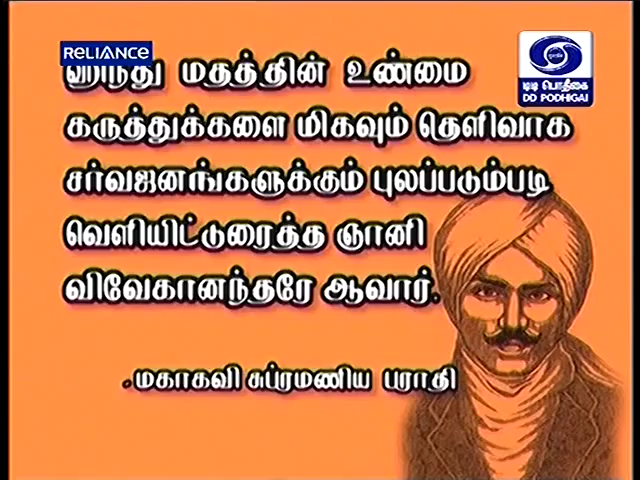 RELIANCE
டிடி பொதிகை
DD PODHIGAI
ஹிந்து மதத்தின் உண்மை
கருத்துக்களை மிகவும் தெளிவாக
சர்வஜனங்களுக்கும் புலப்படும்படி
வெளியிட்டுரைத்த ஞானி
விவேகானந்தரே ஆவார்.
-மகாகவி சுப்ரமணிய பாரதி